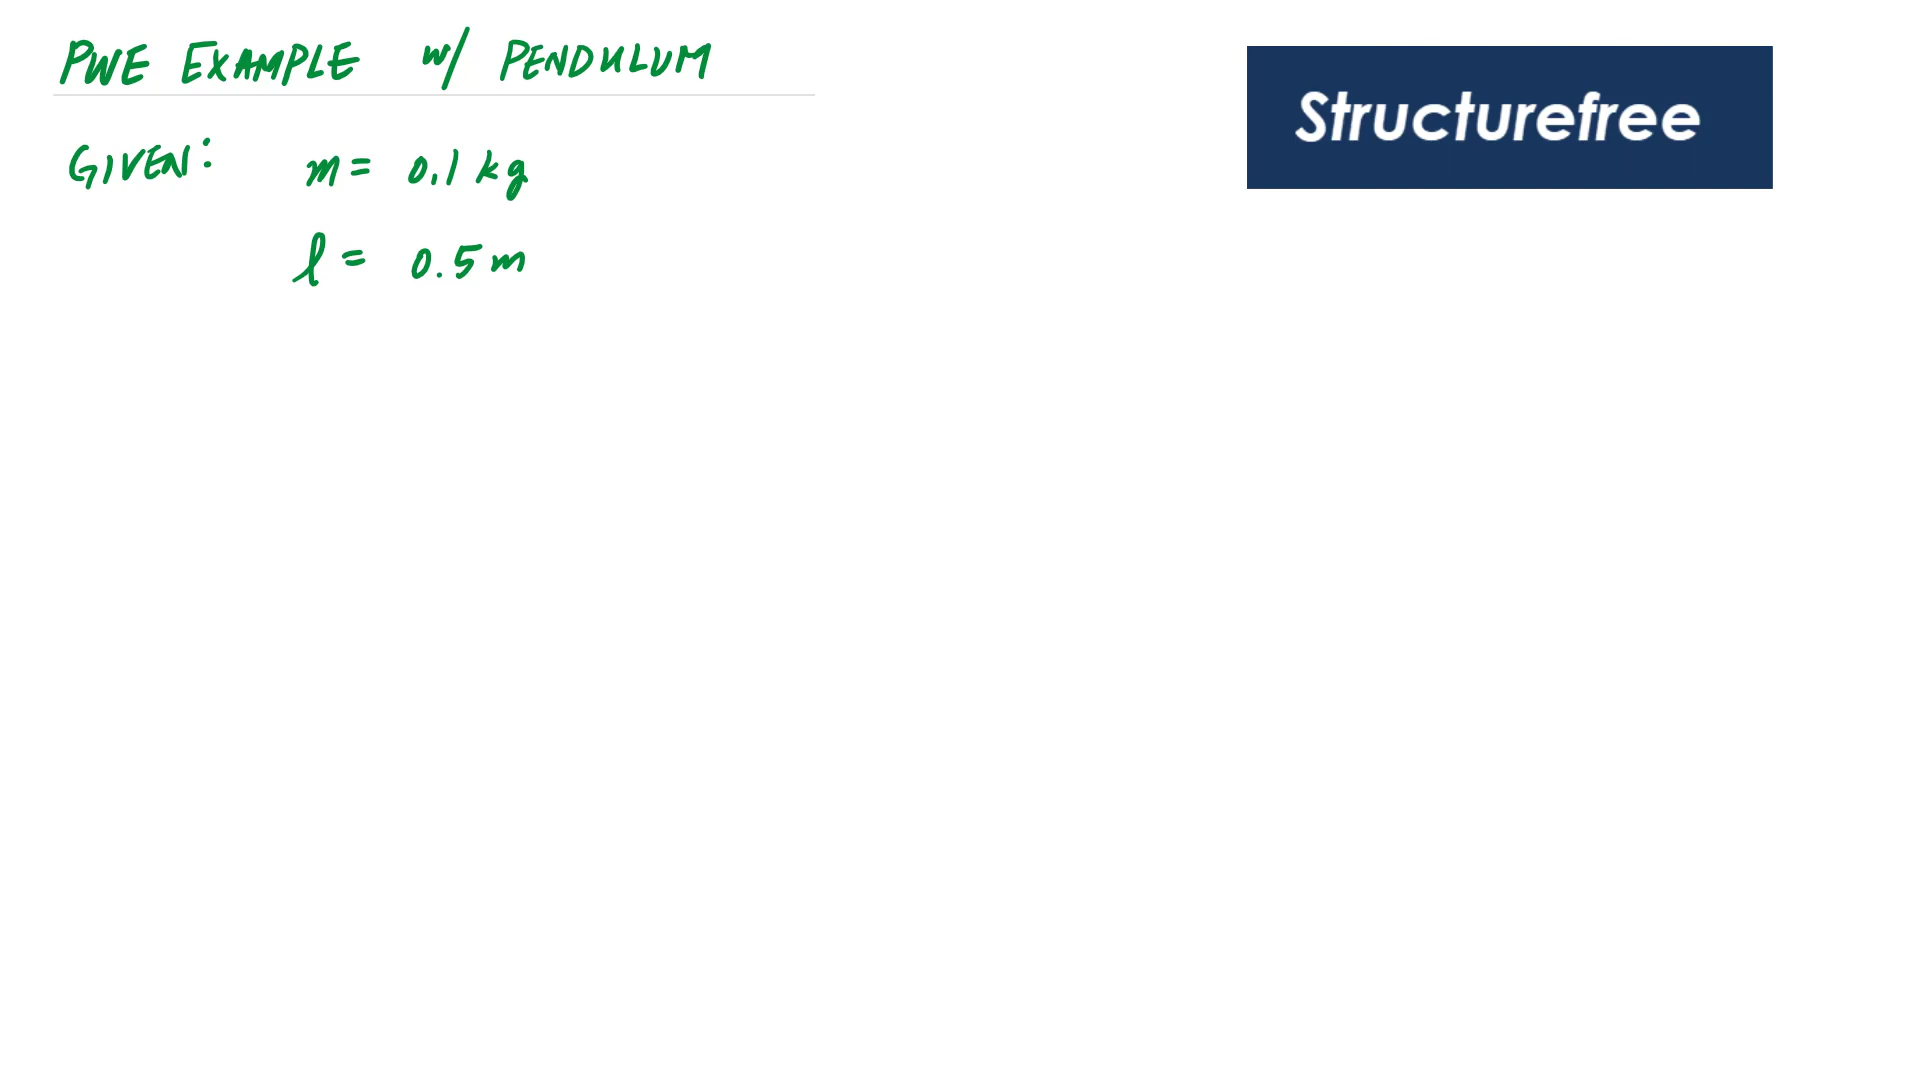 PWE EXAMPLE w/ PENDULUM
Structurefree
GIVEN: m = 0.1 kg
l = 0.5 m